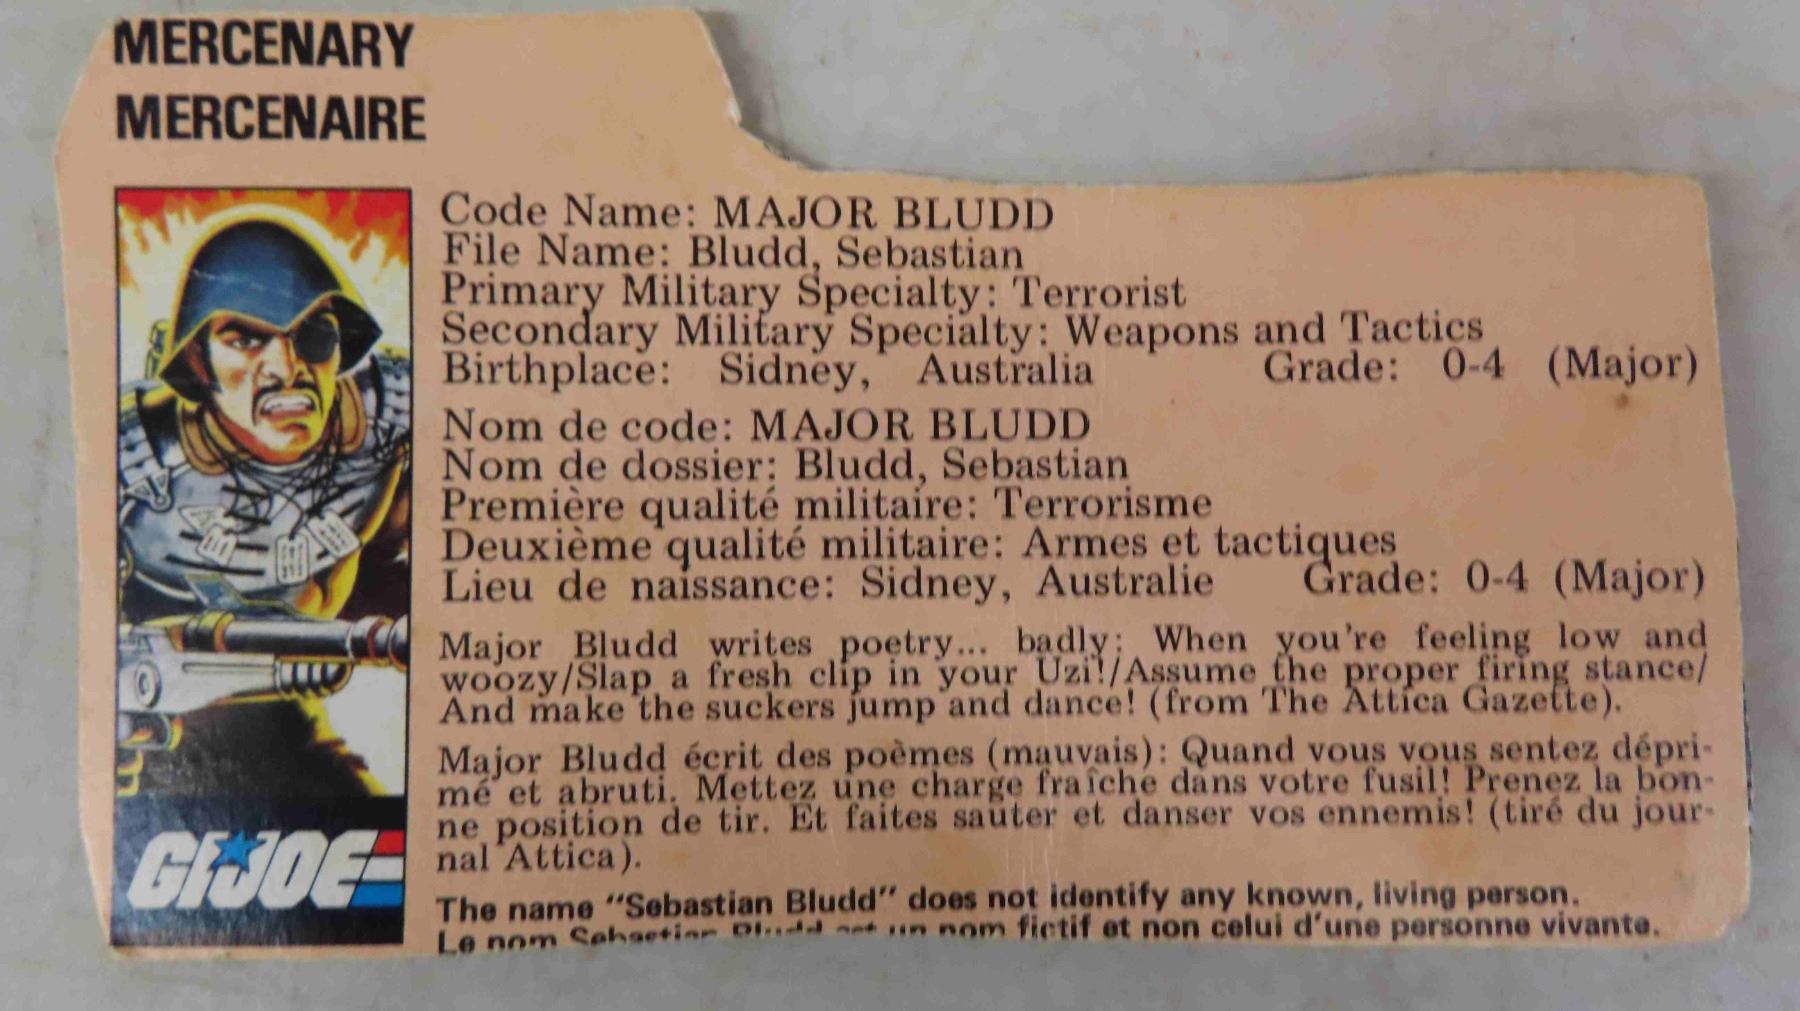 MERCENARY
MERCENAIRE
Code Name: MAJOR BLUDD
File Name: Bludd, Sebastian
Primary Military Specialty: Terrorist
Secondary Military Specialty: Weapons and Tactics
Birthplace: Sidney, Australia Grade: 0-4 (Major)
Nom de code: MAJOR BLUDD
Nom de dossier: Bludd, Sebastian
Première qualité militaire: Terrorisme
Deuxième qualité militaire: Armes et tactiques
Lieu de naissance: Sidney, Australie Grade: 0-4 (Major)
Major Bludd writes poetry... badly: When you're feeling low and
woozy/Slap a fresh clip in your Uzi!/Assume the proper firing stance/
And make the suckers jump and dance! (from The Attica Gazette).
Major Bludd écrit des poèmes (mauvais): Quand vous vous sentez dépri-
mé et abruti. Mettez une charge fraîche dans votre fusil! Prenez la bon-
ne position de tir. Et faites sauter et danser vos ennemis! (tiré du jour-
nal Attica).
The name "Sebastian Bludd" does not identify any known, living person.
Le nom Sebastian Bludd est un nom fictif et non celui d'une personne vivante.
GI JOE